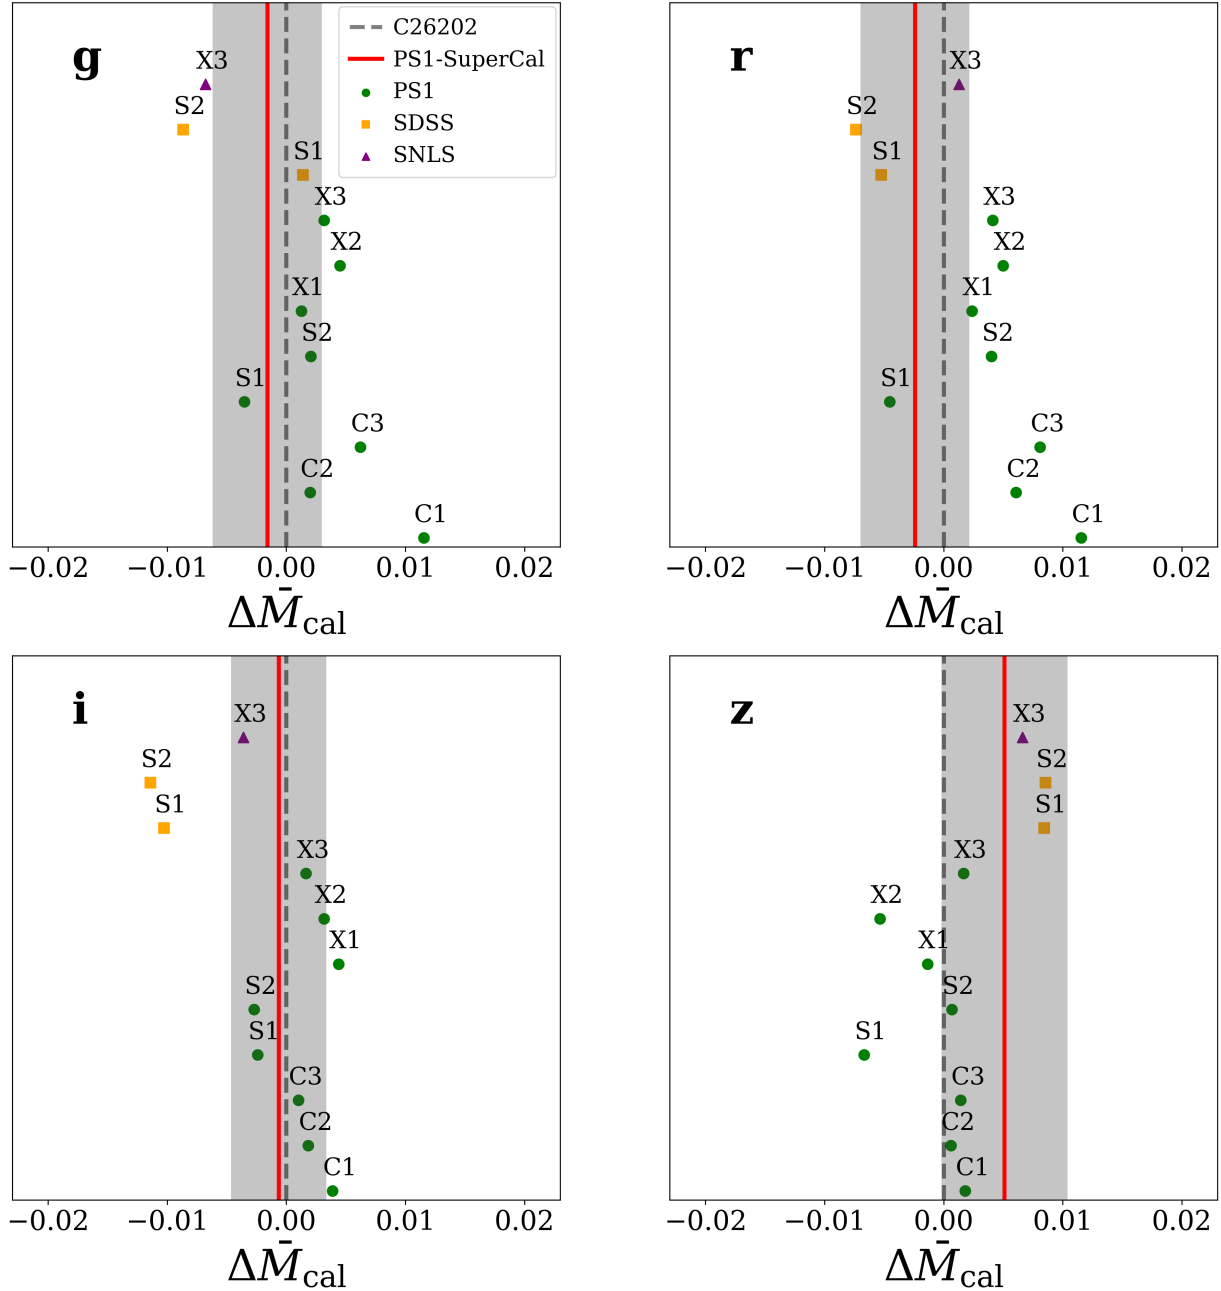 g
C26202
PS1-SuperCal
PS1
SDSS
SNLS
X3
S2
S1
X3
X2
X1
S2
S1
C3
C2
C1
−0.02 −0.01 0.00 0.01 0.02
ΔM̄cal
r
X3
S2
S1
X3
X2
X1
S2
S1
C3
C2
C1
−0.02 −0.01 0.00 0.01 0.02
ΔM̄cal
i
X3
S2
S1
X3
X2
X1
S2
S1
C3
C2
C1
−0.02 −0.01 0.00 0.01 0.02
ΔM̄cal
z
X3
S2
S1
X3
X2
X1
S2
S1
C3
C2
C1
−0.02 −0.01 0.00 0.01 0.02
ΔM̄cal